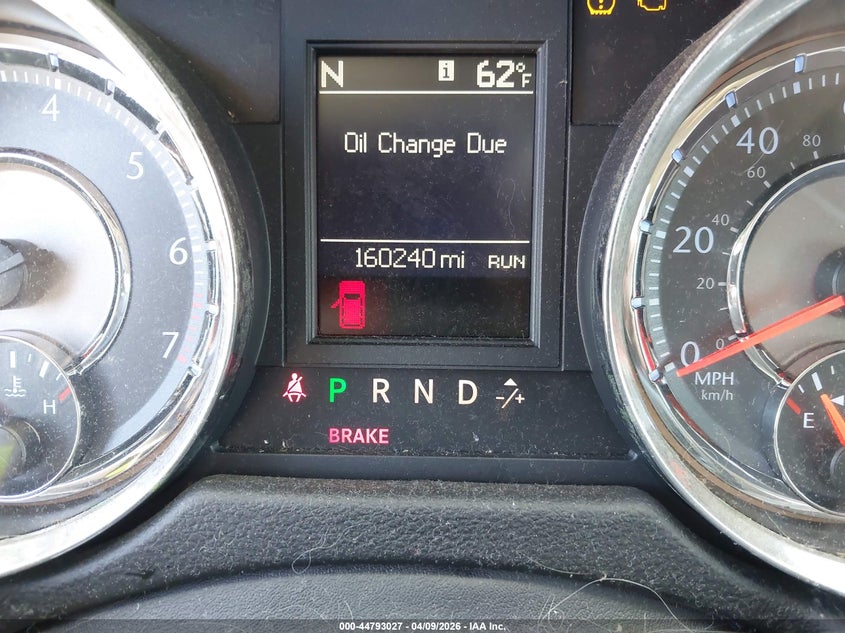 N i 62°F
Oil Change Due
160240 mi RUN
4
5
6
7
H
P R N D -/+
BRAKE
40
20
0
80
60
40
20
0
MPH
km/h
E
000-44793027 - 04/09/2026 - IAA Inc.